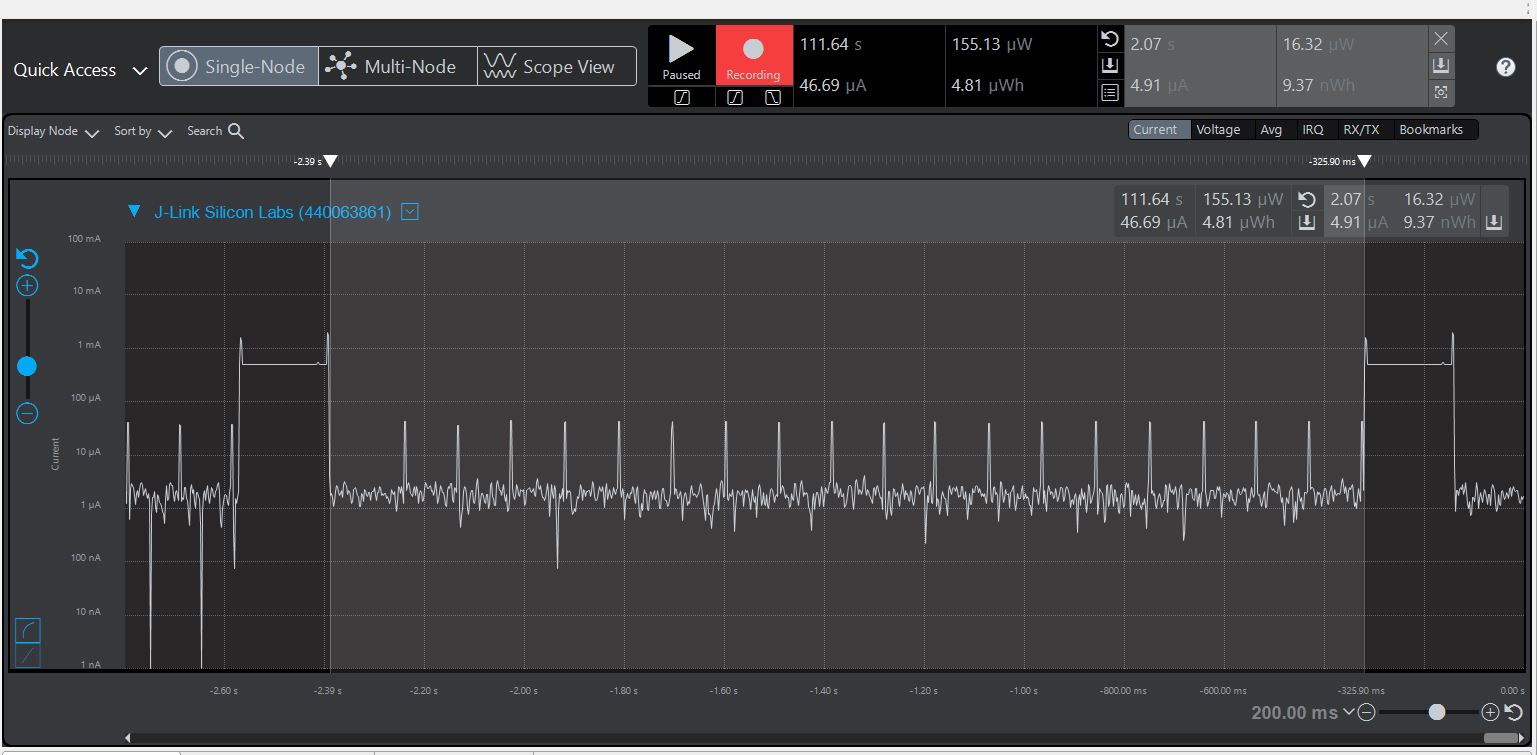 Quick Access Single-Node Multi-Node Scope View
Paused Recording
111.64 s 155.13 µW
46.69 µA 4.81 µWh
2.07 s 16.32 µW
4.91 µA 9.37 nWh
?
Display Node Sort by Search
Current Voltage Avg IRQ RX/TX Bookmarks
-2.39 s -325.90 ms
J-Link Silicon Labs (440063861)
111.64 s 155.13 µW 2.07 s 16.32 µW
46.69 µA 4.81 µWh 4.91 µA 9.37 nWh
100 mA
10 mA
1 mA
100 µA
10 µA
1 µA
100 nA
10 nA
1 nA
Current
-2.60 s -2.39 s -2.20 s -2.00 s -1.80 s -1.60 s -1.40 s -1.20 s -1.00 s -800.00 ms -600.00 ms -325.90 ms 0.00 s
200.00 ms